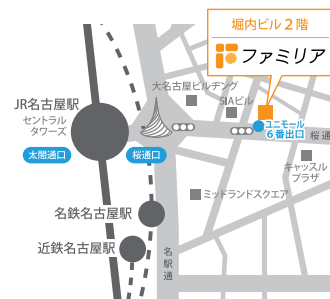 堀内ビル2階
ファミリア
大名古屋ビルヂング
SIAビル
JR名古屋駅
セントラル
タワーズ
太閤通口
桜通口
ユニモール
6番出口
桜通
キャッスル
プラザ
ミッドランドスクエア
名鉄名古屋駅
近鉄名古屋駅
名駅通